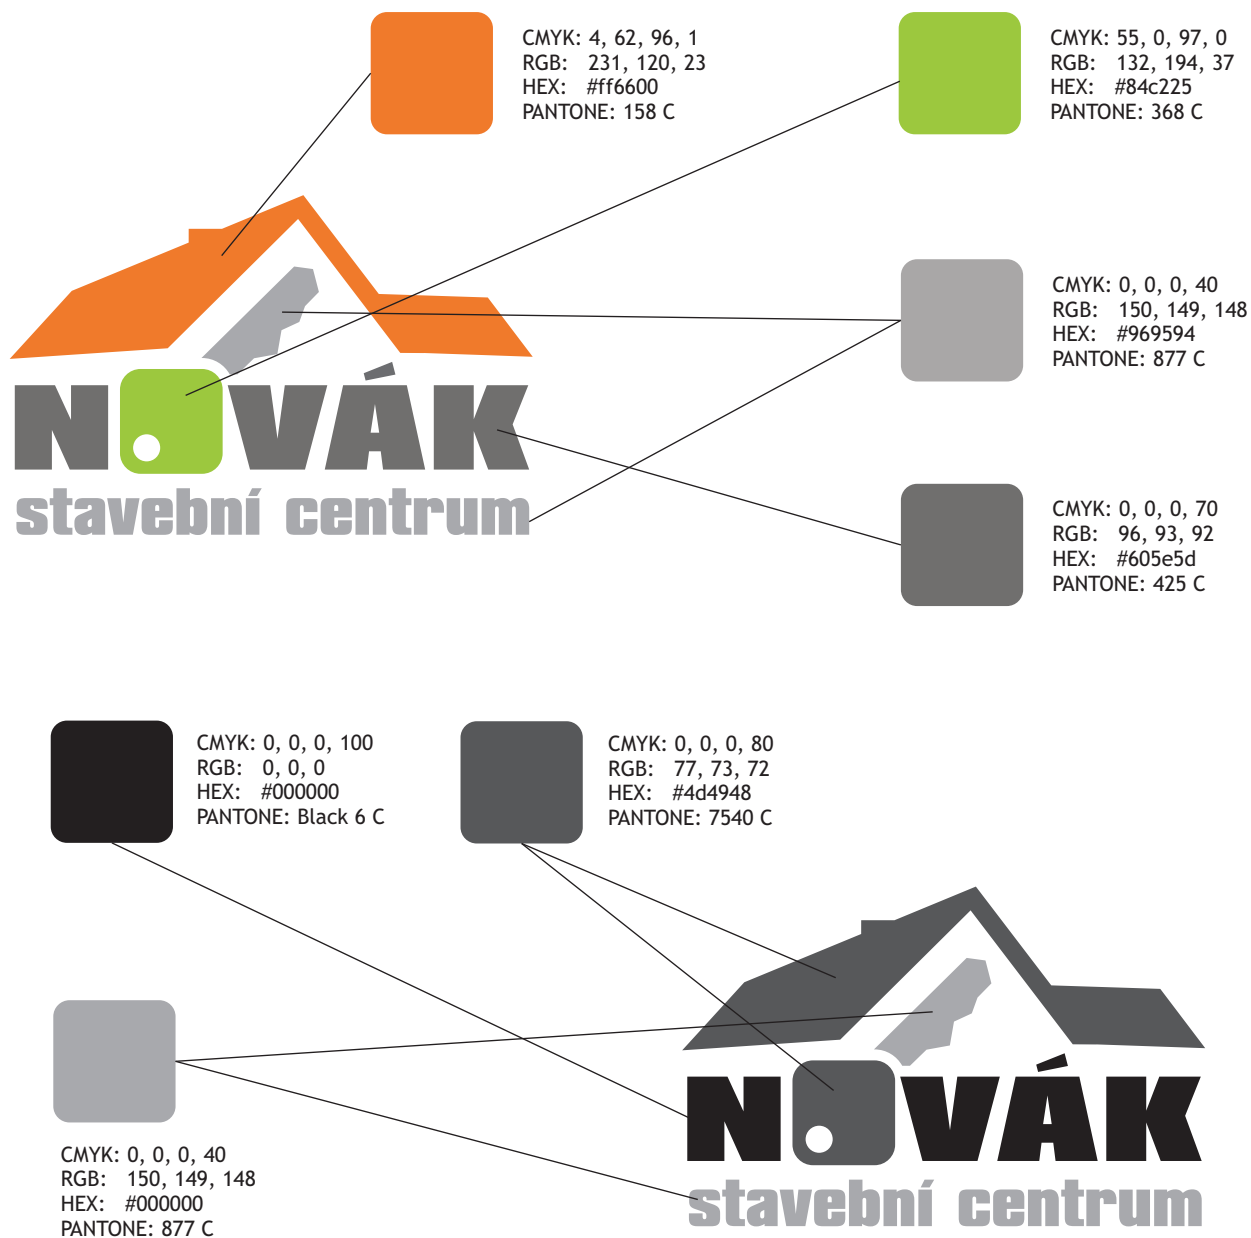 CMYK: 4, 62, 96, 1
RGB: 231, 120, 23
HEX: #ff6600
PANTONE: 158 C
CMYK: 55, 0, 97, 0
RGB: 132, 194, 37
HEX: #84c225
PANTONE: 368 C
CMYK: 0, 0, 0, 40
RGB: 150, 149, 148
HEX: #969594
PANTONE: 877 C
NOVÁK
stavební centrum
CMYK: 0, 0, 0, 70
RGB: 96, 93, 92
HEX: #605e5d
PANTONE: 425 C
CMYK: 0, 0, 0, 100
RGB: 0, 0, 0
HEX: #000000
PANTONE: Black 6 C
CMYK: 0, 0, 0, 80
RGB: 77, 73, 72
HEX: #4d4948
PANTONE: 7540 C
CMYK: 0, 0, 0, 40
RGB: 150, 149, 148
HEX: #000000
PANTONE: 877 C
NOVÁK
stavební centrum